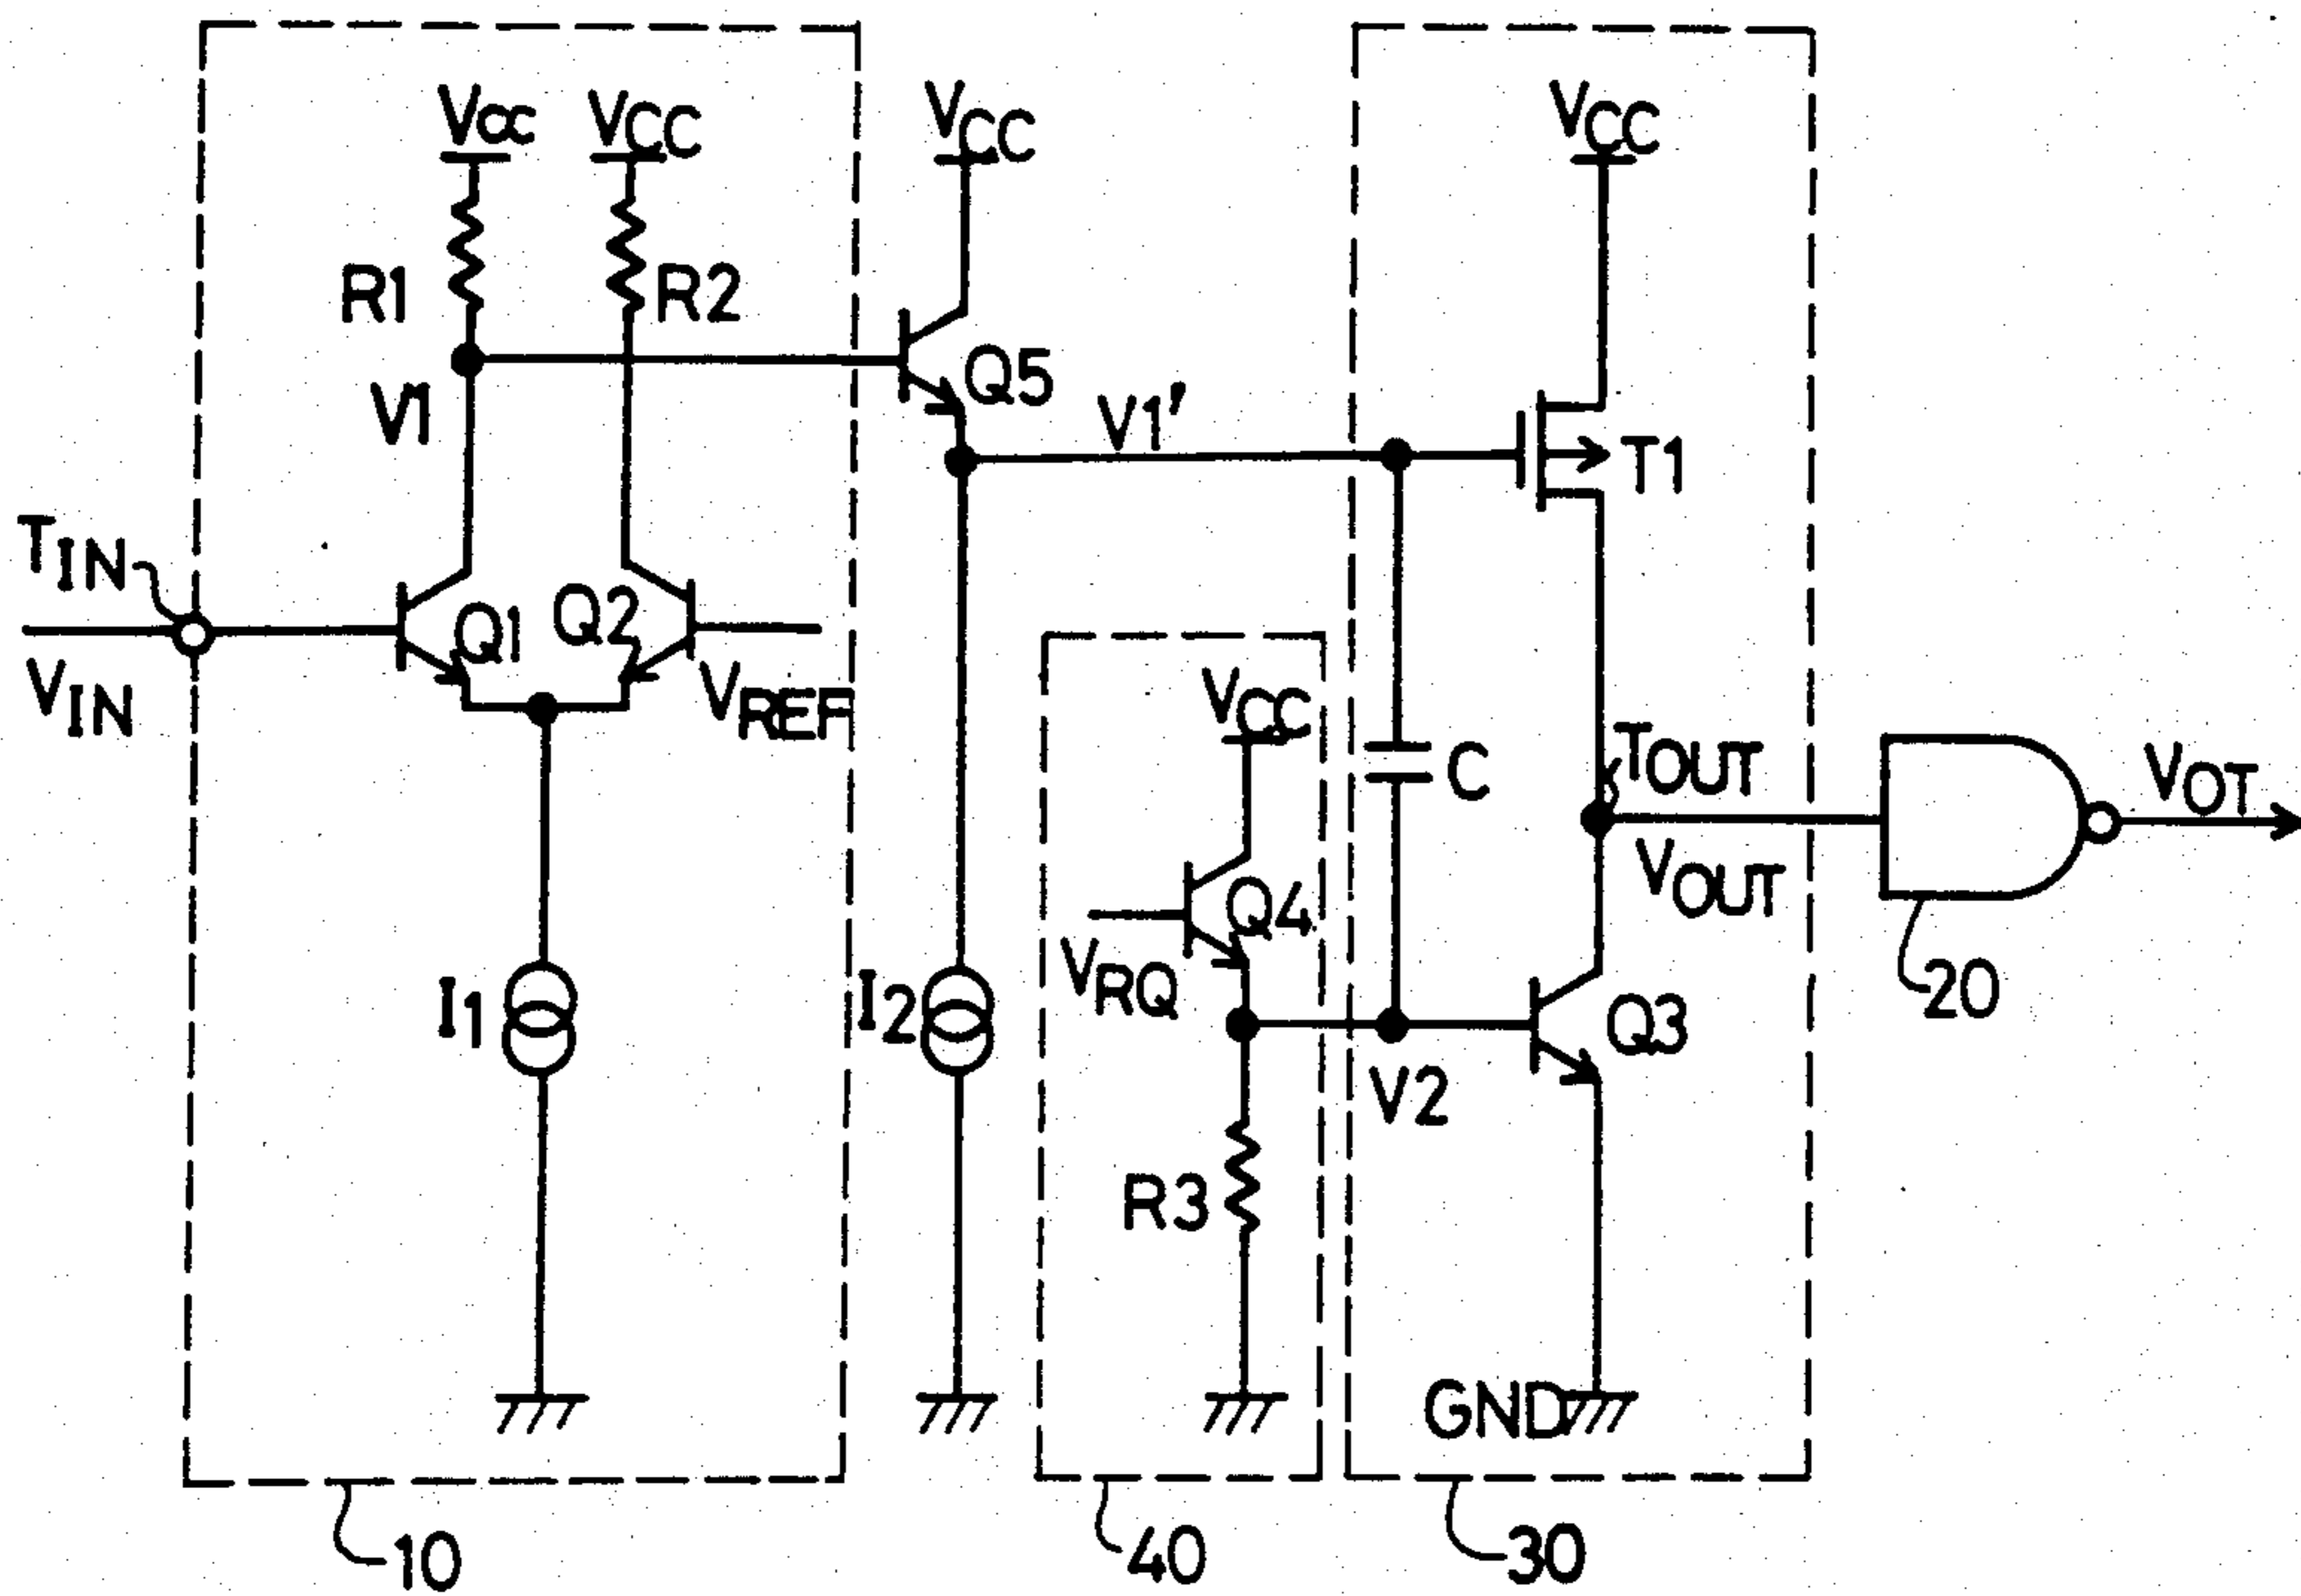 Vcc
VCC
VCC
VCC
R1
R2
Q5
V1
V1'
T1
TIN
Q1
Q2
VIN
VREF
VCC
C
TOUT
VOT
VOUT
Q4
VRQ
I1
I2
Q3
20
V2
R3
GND
10
40
30